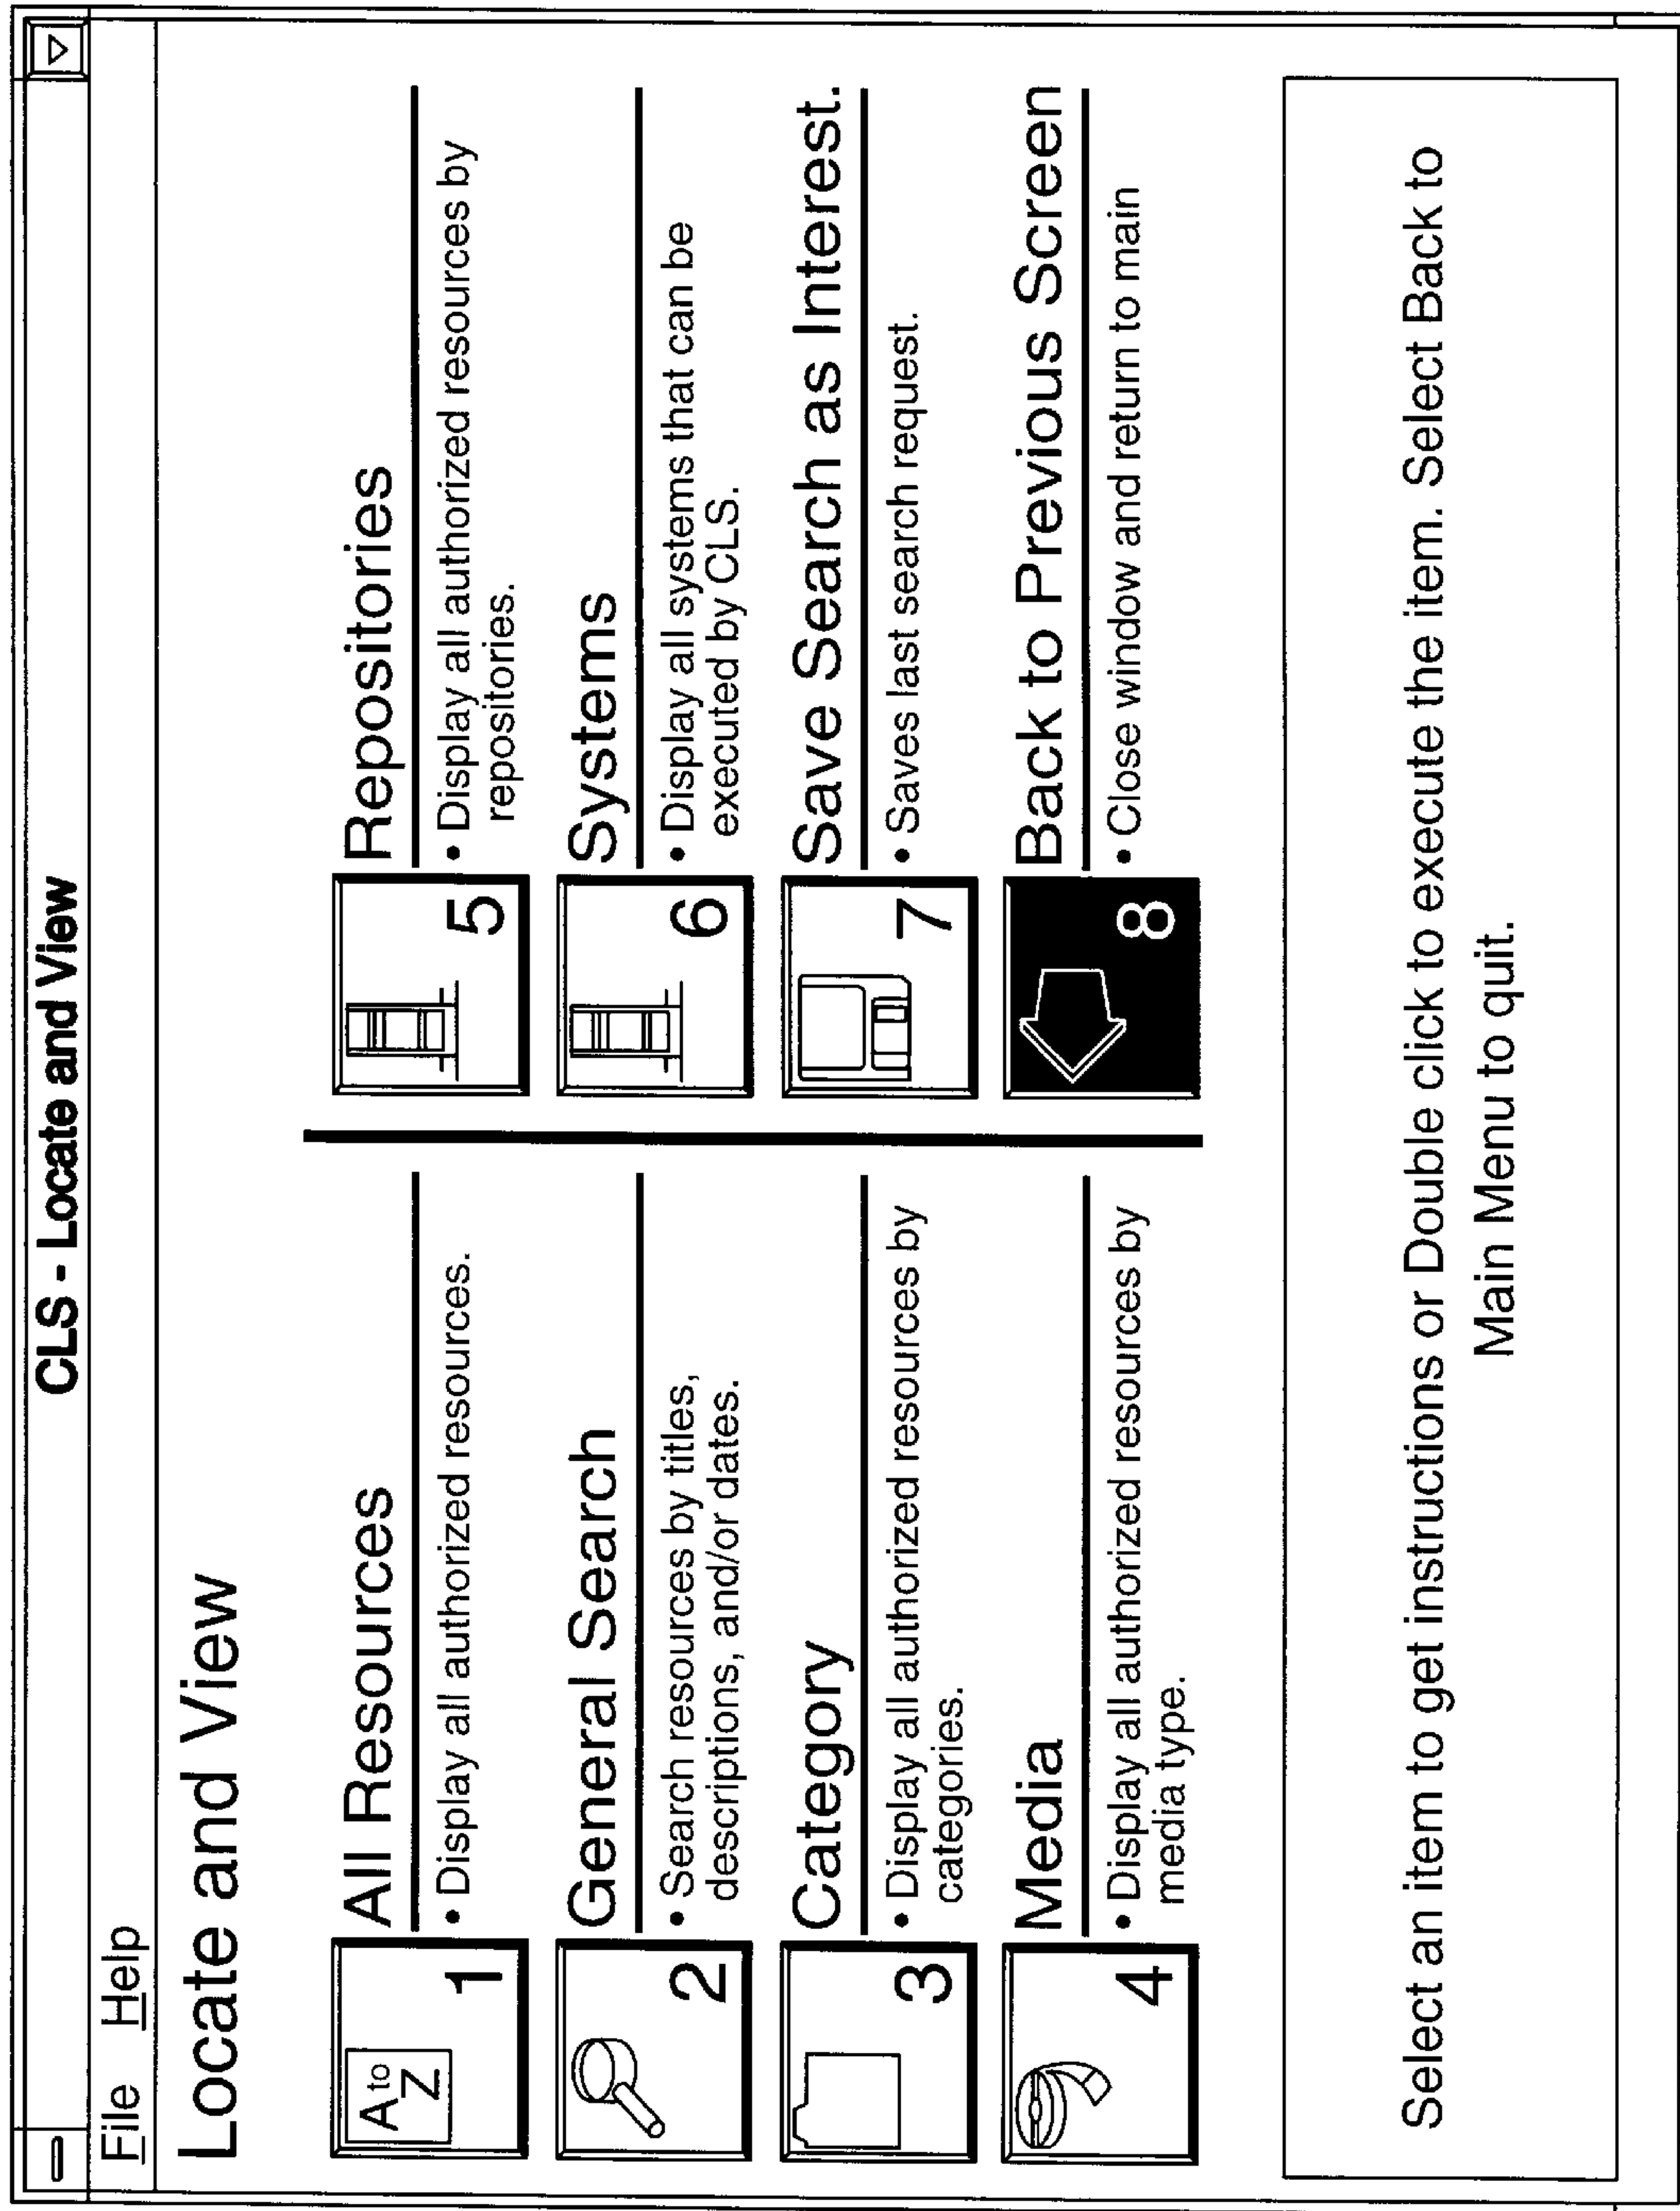 CLS - Locate and View
File Help
Locate and View
A to
Z
1
All Resources
• Display all authorized resources.
2
General Search
• Search resources by titles,
descriptions, and/or dates.
3
Category
• Display all authorized resources by
categories.
4
Media
• Display all authorized resources by
media type.
5
Repositories
• Display all authorized resources by
repositories.
6
Systems
• Display all systems that can be
executed by CLS.
7
Save Search as Interest.
• Saves last search request.
8
Back to Previous Screen
• Close window and return to main
Select an item to get instructions or Double click to execute the item. Select Back to
Main Menu to quit.